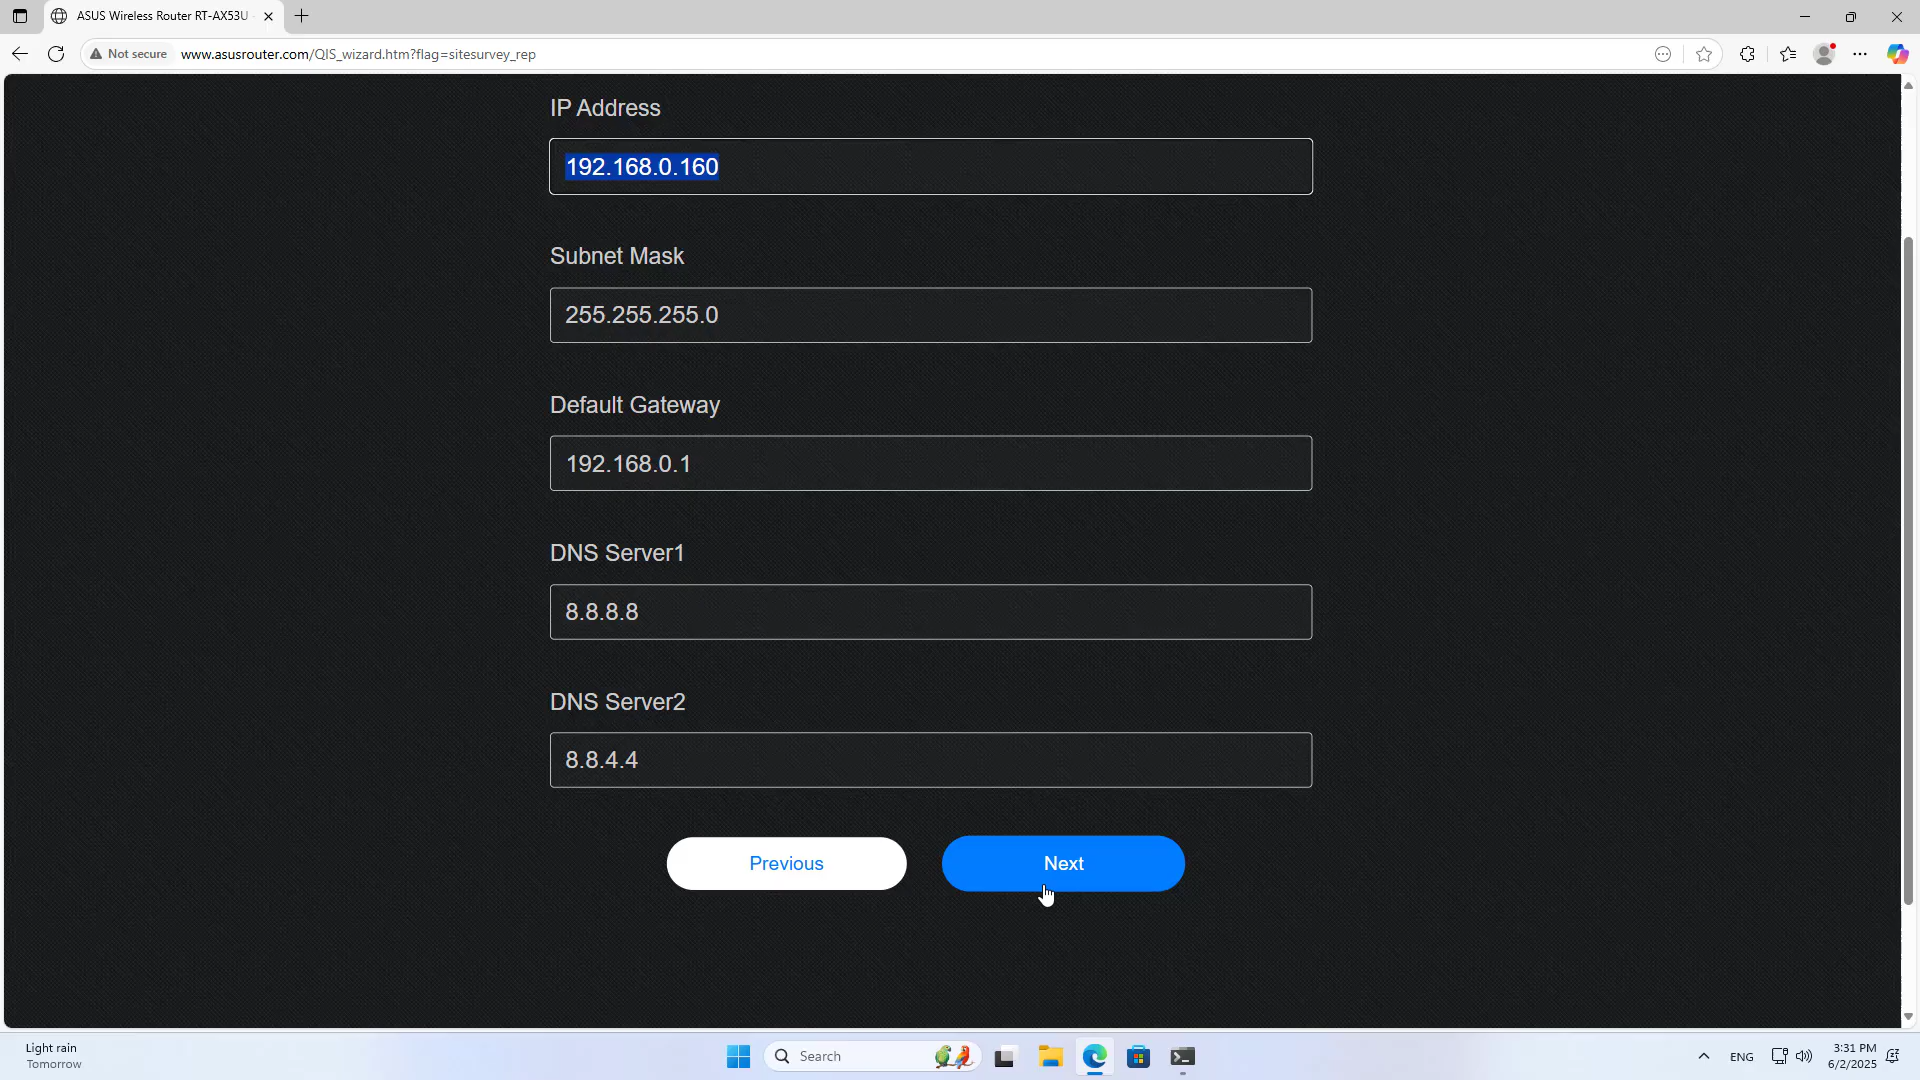 ASUS Wireless Router RT-AX53U
Not secure
www.asusrouter.com/QIS_wizard.htm?flag=sitesurvey_rep
IP Address
192.168.0.160
Subnet Mask
255.255.255.0
Default Gateway
192.168.0.1
DNS Server1
8.8.8.8
DNS Server2
8.8.4.4
Previous
Next
Light rain
Tomorrow
Search
ENG
3:31 PM
6/2/2025